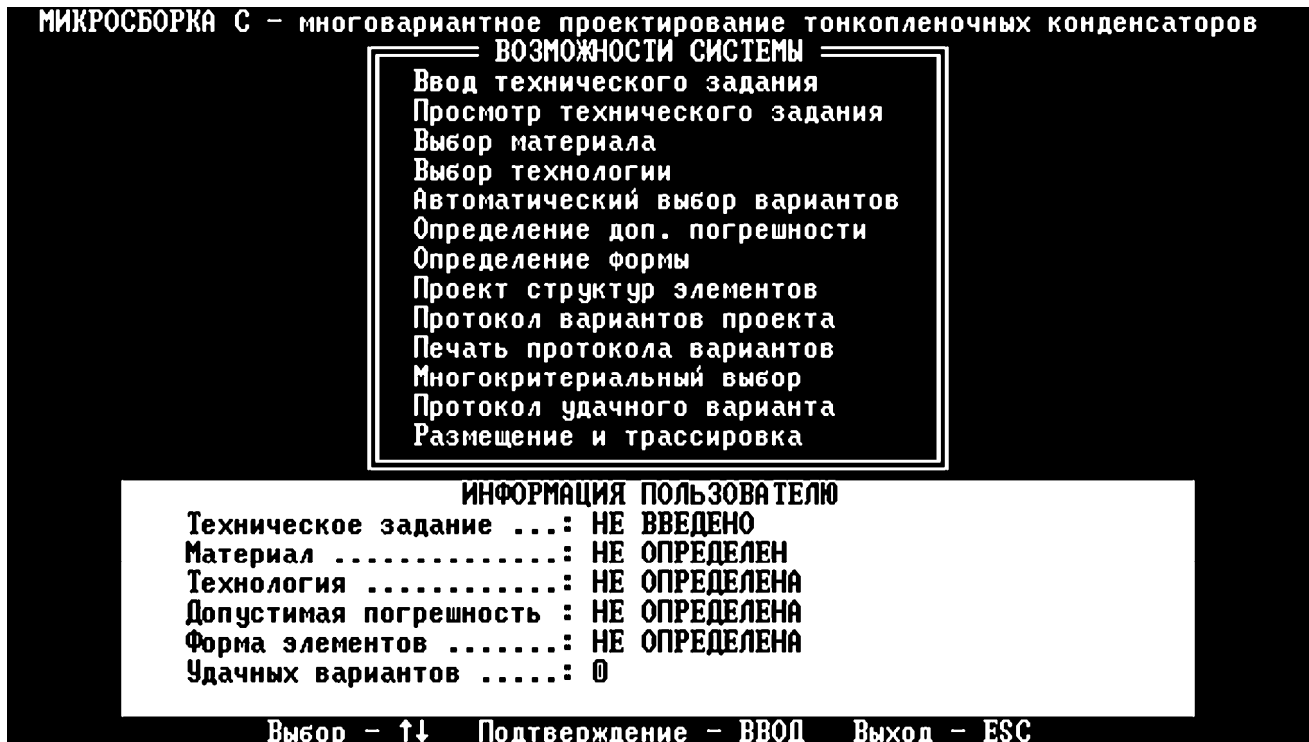 МИКРОСБОРКА С - многовариантное проектирование тонкопленочных конденсаторов
ВОЗМОЖНОСТИ СИСТЕМЫ
Ввод технического задания
Просмотр технического задания
Выбор материала
Выбор технологии
Автоматический выбор вариантов
Определение доп. погрешности
Определение формы
Проект структур элементов
Протокол вариантов проекта
Печать протокола вариантов
Многокритериальный выбор
Протокол удачного варианта
Размещение и трассировка
ИНФОРМАЦИЯ ПОЛЬЗОВАТЕЛЮ
Техническое задание ...: НЕ ВВЕДЕНО
Материал ..............: НЕ ОПРЕДЕЛЕН
Технология ............: НЕ ОПРЕДЕЛЕНА
Допустимая погрешность : НЕ ОПРЕДЕЛЕНА
Форма элементов .......: НЕ ОПРЕДЕЛЕНА
Удачных вариантов .....: 0
Выбор - ↑↓ Подтверждение - ВВОД Выход - ESC